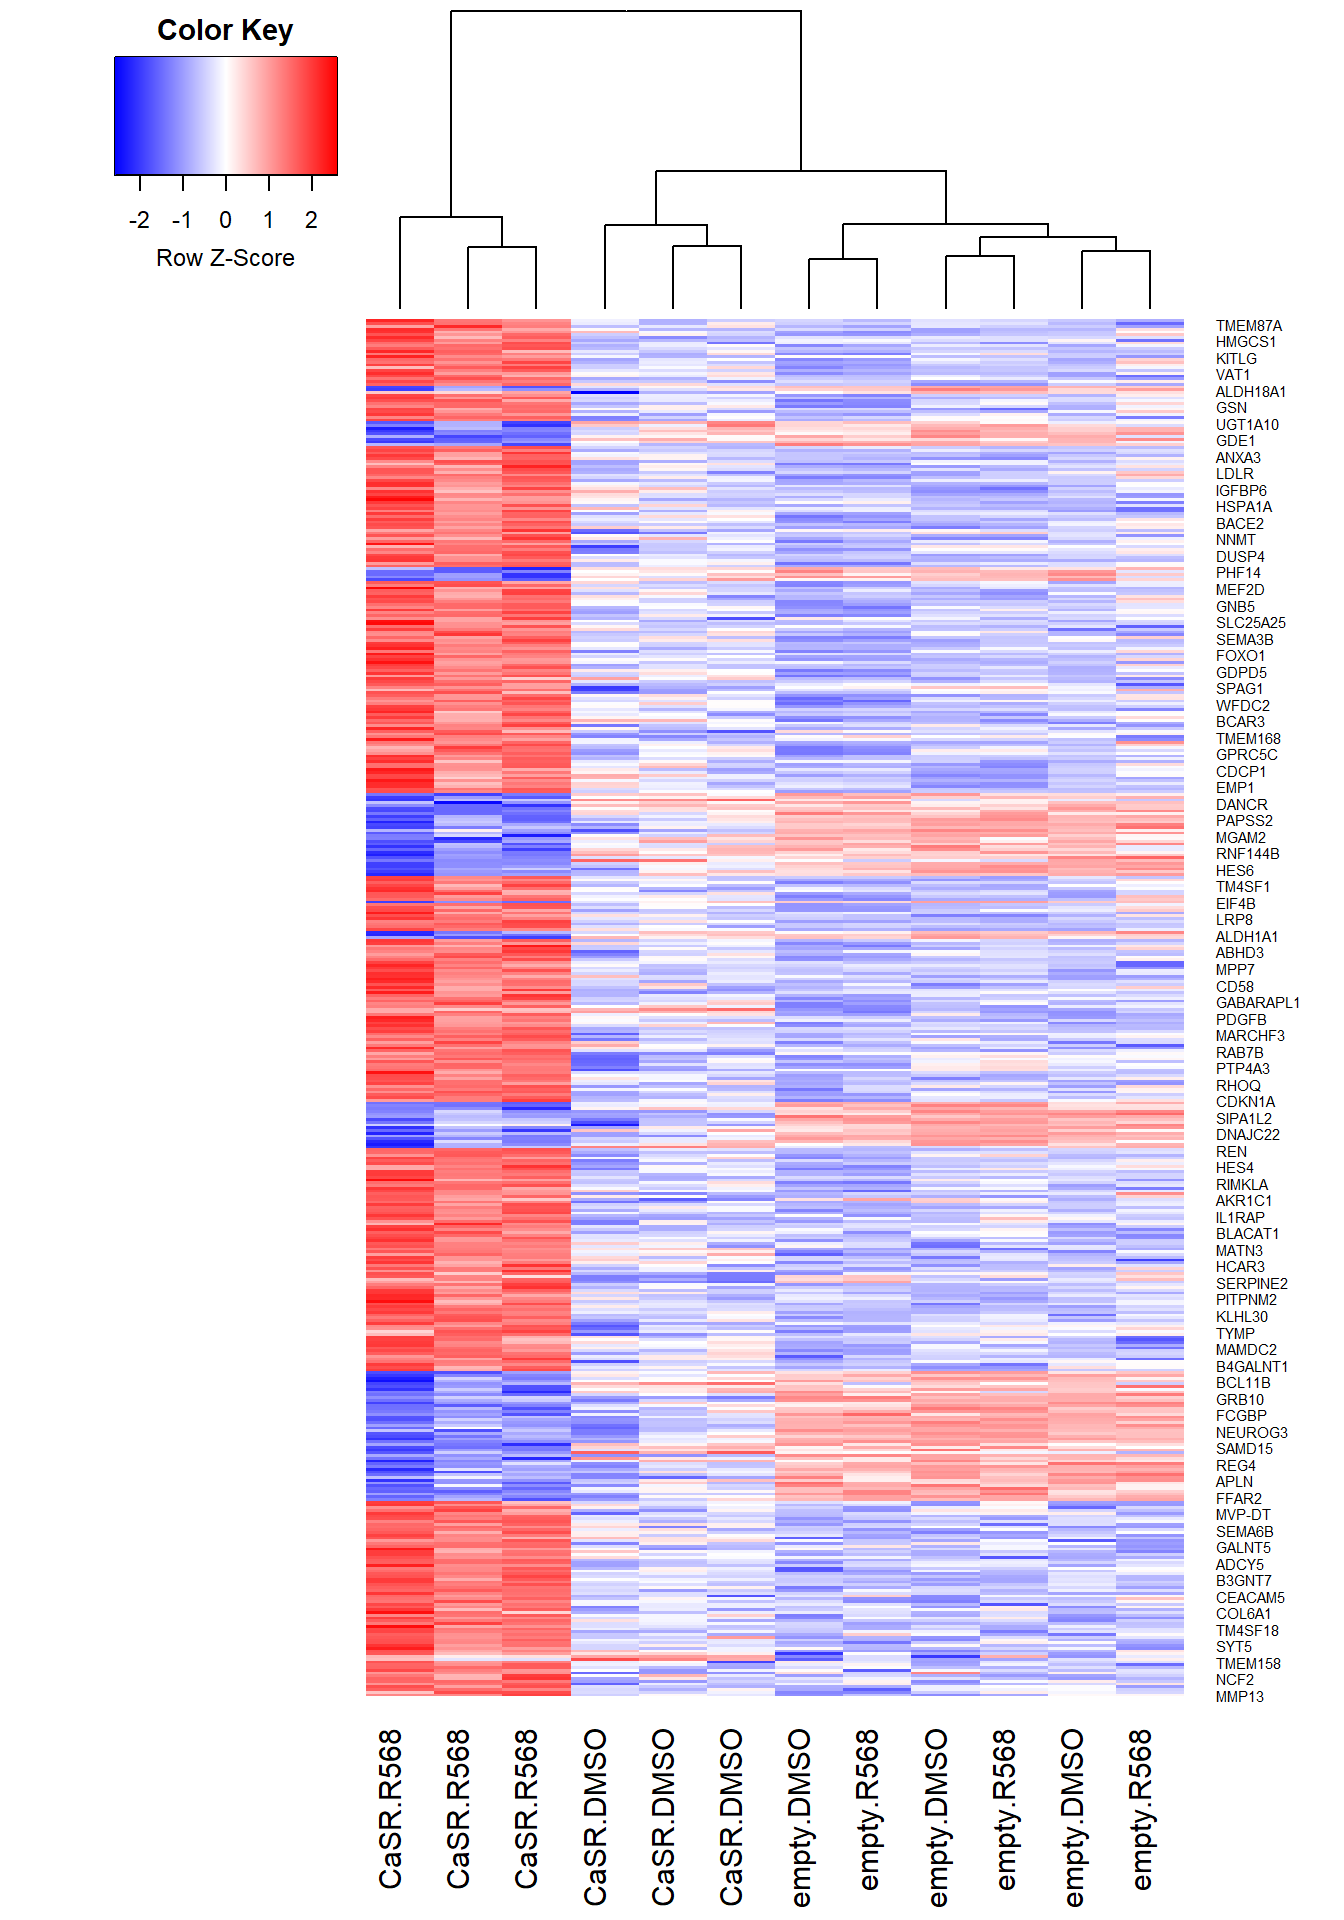 Color Key
-2 -1 0 1 2
Row Z-Score
TMEM87A
HMGCS1
KITLG
VAT1
ALDH18A1
GSN
UGT1A10
GDE1
ANXA3
LDLR
IGFBP6
HSPA1A
BACE2
NNMT
DUSP4
PHF14
MEF2D
GNB5
SLC25A25
SEMA3B
FOXO1
GDPD5
SPAG1
WFDC2
BCAR3
TMEM168
GPRC5C
CDCP1
EMP1
DANCR
PAPSS2
MGAM2
RNF144B
HES6
TM4SF1
EIF4B
LRP8
ALDH1A1
ABHD3
MPP7
CD58
GABARAPL1
PDGFB
MARCHF3
RAB7B
PTP4A3
RHOQ
CDKN1A
SIPA1L2
DNAJC22
REN
HES4
RIMKLA
AKR1C1
IL1RAP
BLACAT1
MATN3
HCAR3
SERPINE2
PITPNM2
KLHL30
TYMP
MAMDC2
B4GALNT1
BCL11B
GRB10
FCGBP
NEUROG3
SAMD15
REG4
APLN
FFAR2
MVP-DT
SEMA6B
GALNT5
ADCY5
B3GNT7
CEACAM5
COL6A1
TM4SF18
SYT5
TMEM158
NCF2
MMP13
CaSR.R568
CaSR.R568
CaSR.R568
CaSR.DMSO
CaSR.DMSO
CaSR.DMSO
empty.DMSO
empty.R568
empty.DMSO
empty.R568
empty.DMSO
empty.R568